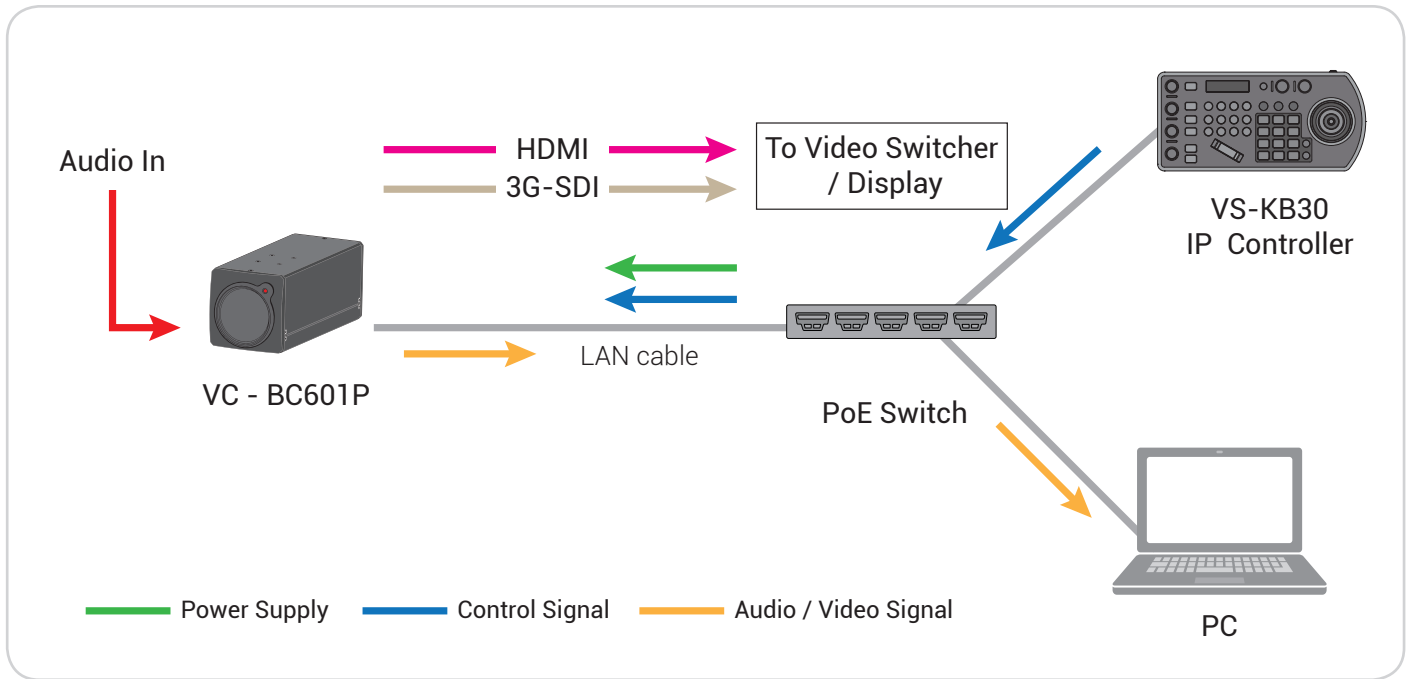 Audio In
HDMI
3G-SDI
To Video Switcher
/ Display
VS-KB30
IP Controller
VC - BC601P
LAN cable
PoE Switch
PC
Power Supply
Control Signal
Audio / Video Signal